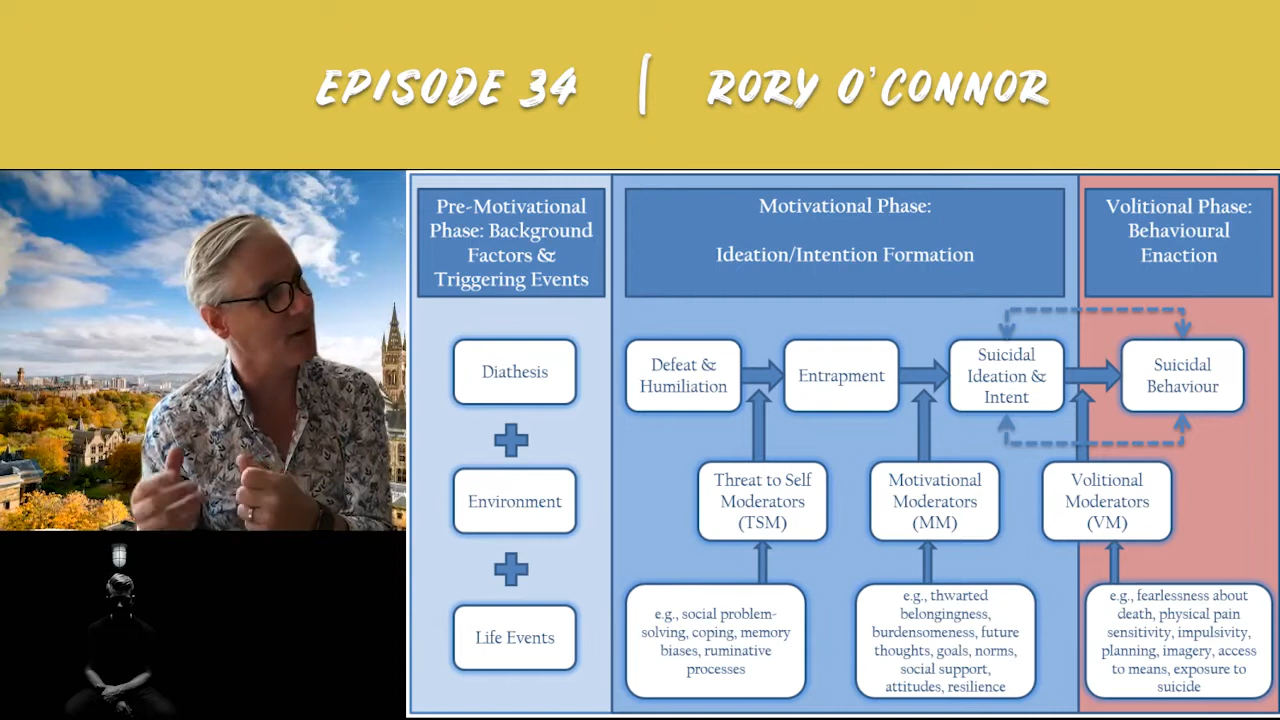 EPISODE 34 | RORY O'CONNOR
Pre-Motivational
Phase: Background
Factors &
Triggering Events
Motivational Phase:
Ideation/Intention Formation
Volitional Phase:
Behavioural
Enaction
Diathesis
Environment
Life Events
Defeat &
Humiliation
Entrapment
Suicidal
Ideation &
Intent
Suicidal
Behaviour
Threat to Self
Moderators
(TSM)
Motivational
Moderators
(MM)
Volitional
Moderators
(VM)
e.g., social problem-
solving, coping, memory
biases, ruminative
processes
e.g., thwarted
belongingness,
burdensomeness, future
thoughts, goals, norms,
social support,
attitudes, resilience
e.g., fearlessness about
death, physical pain
sensitivity, impulsivity,
planning, imagery, access
to means, exposure to
suicide